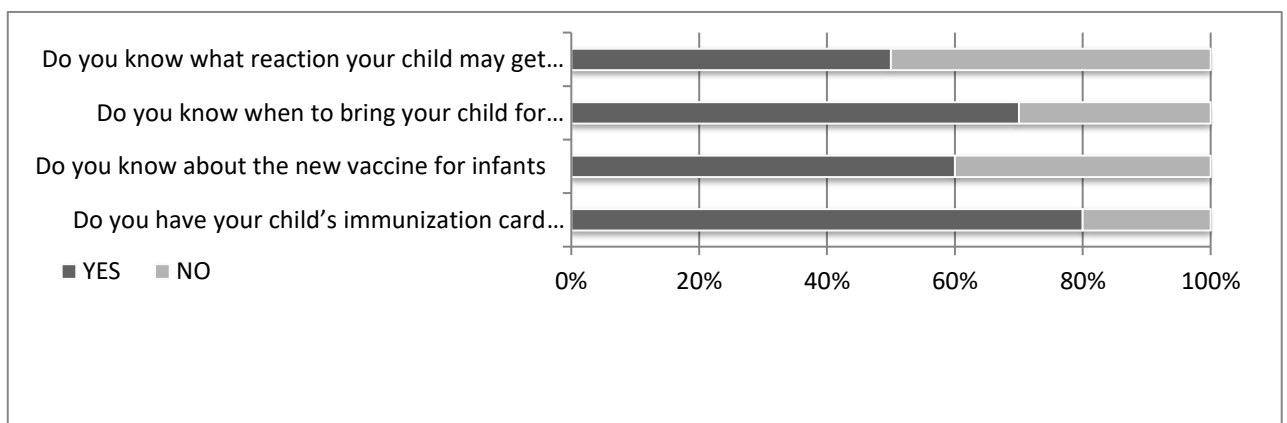 Do you know what reaction your child may get…
Do you know when to bring your child for…
Do you know about the new vaccine for infants
Do you have your child’s immunization card…
YES NO
0% 20% 40% 60% 80% 100%